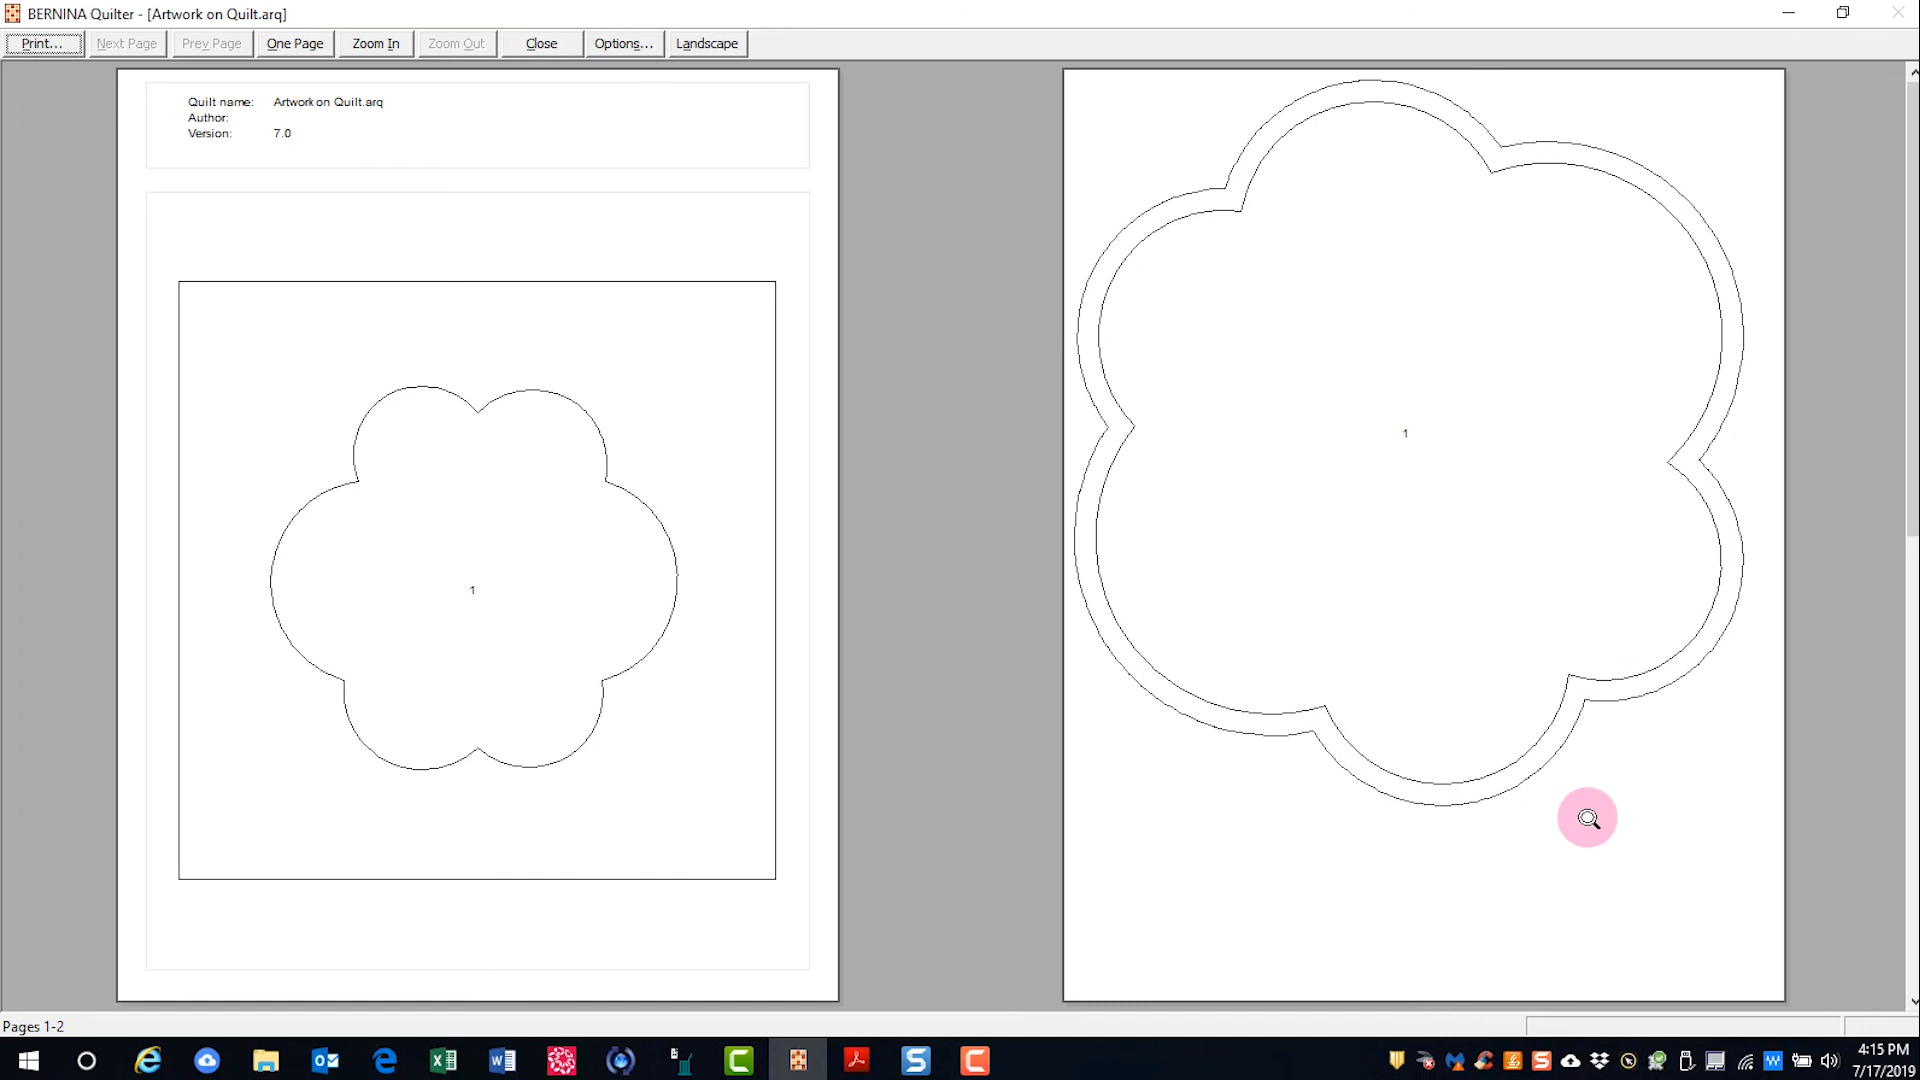 BERNINA Quilter - [Artwork on Quilt.arq]
Print... Next Page Prev Page One Page Zoom In Zoom Out Close Options... Landscape
Quilt name: Artwork on Quilt.arq
Author:
Version: 7.0
1
1
Pages 1-2
4:15 PM
7/17/2019